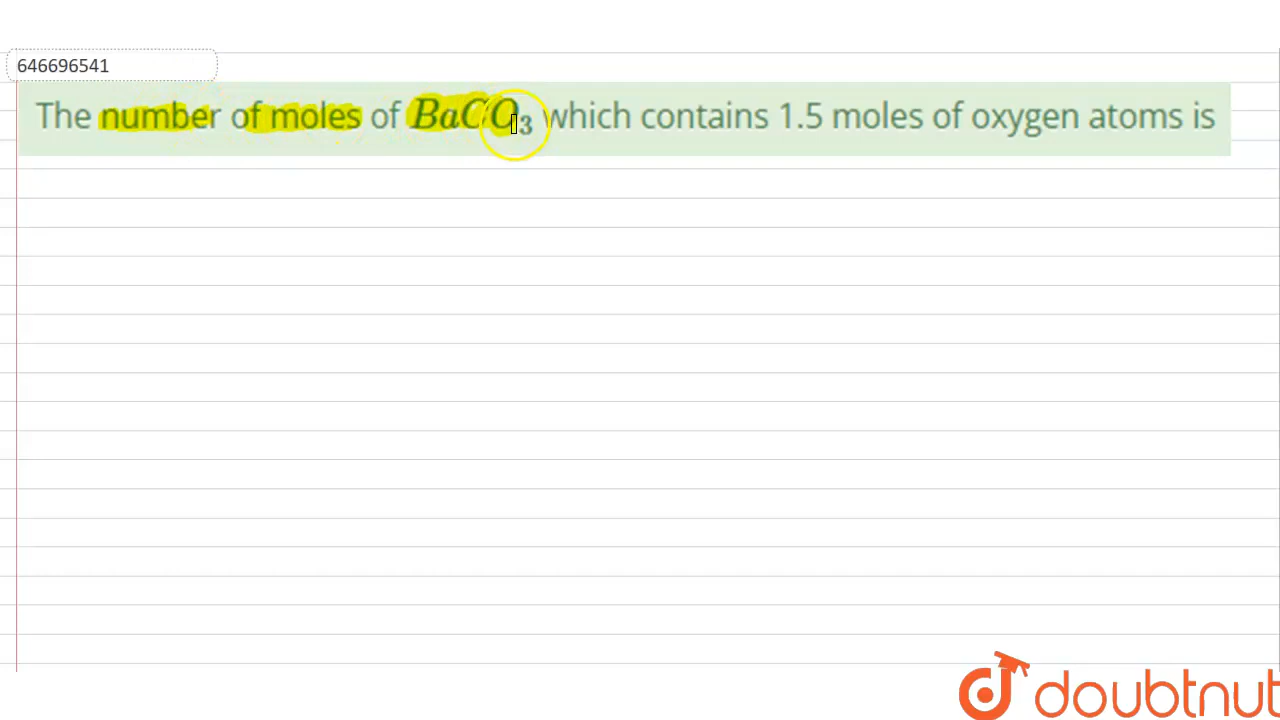 646696541
The number of moles of BaCO₃ which contains 1.5 moles of oxygen atoms is
doubtnut